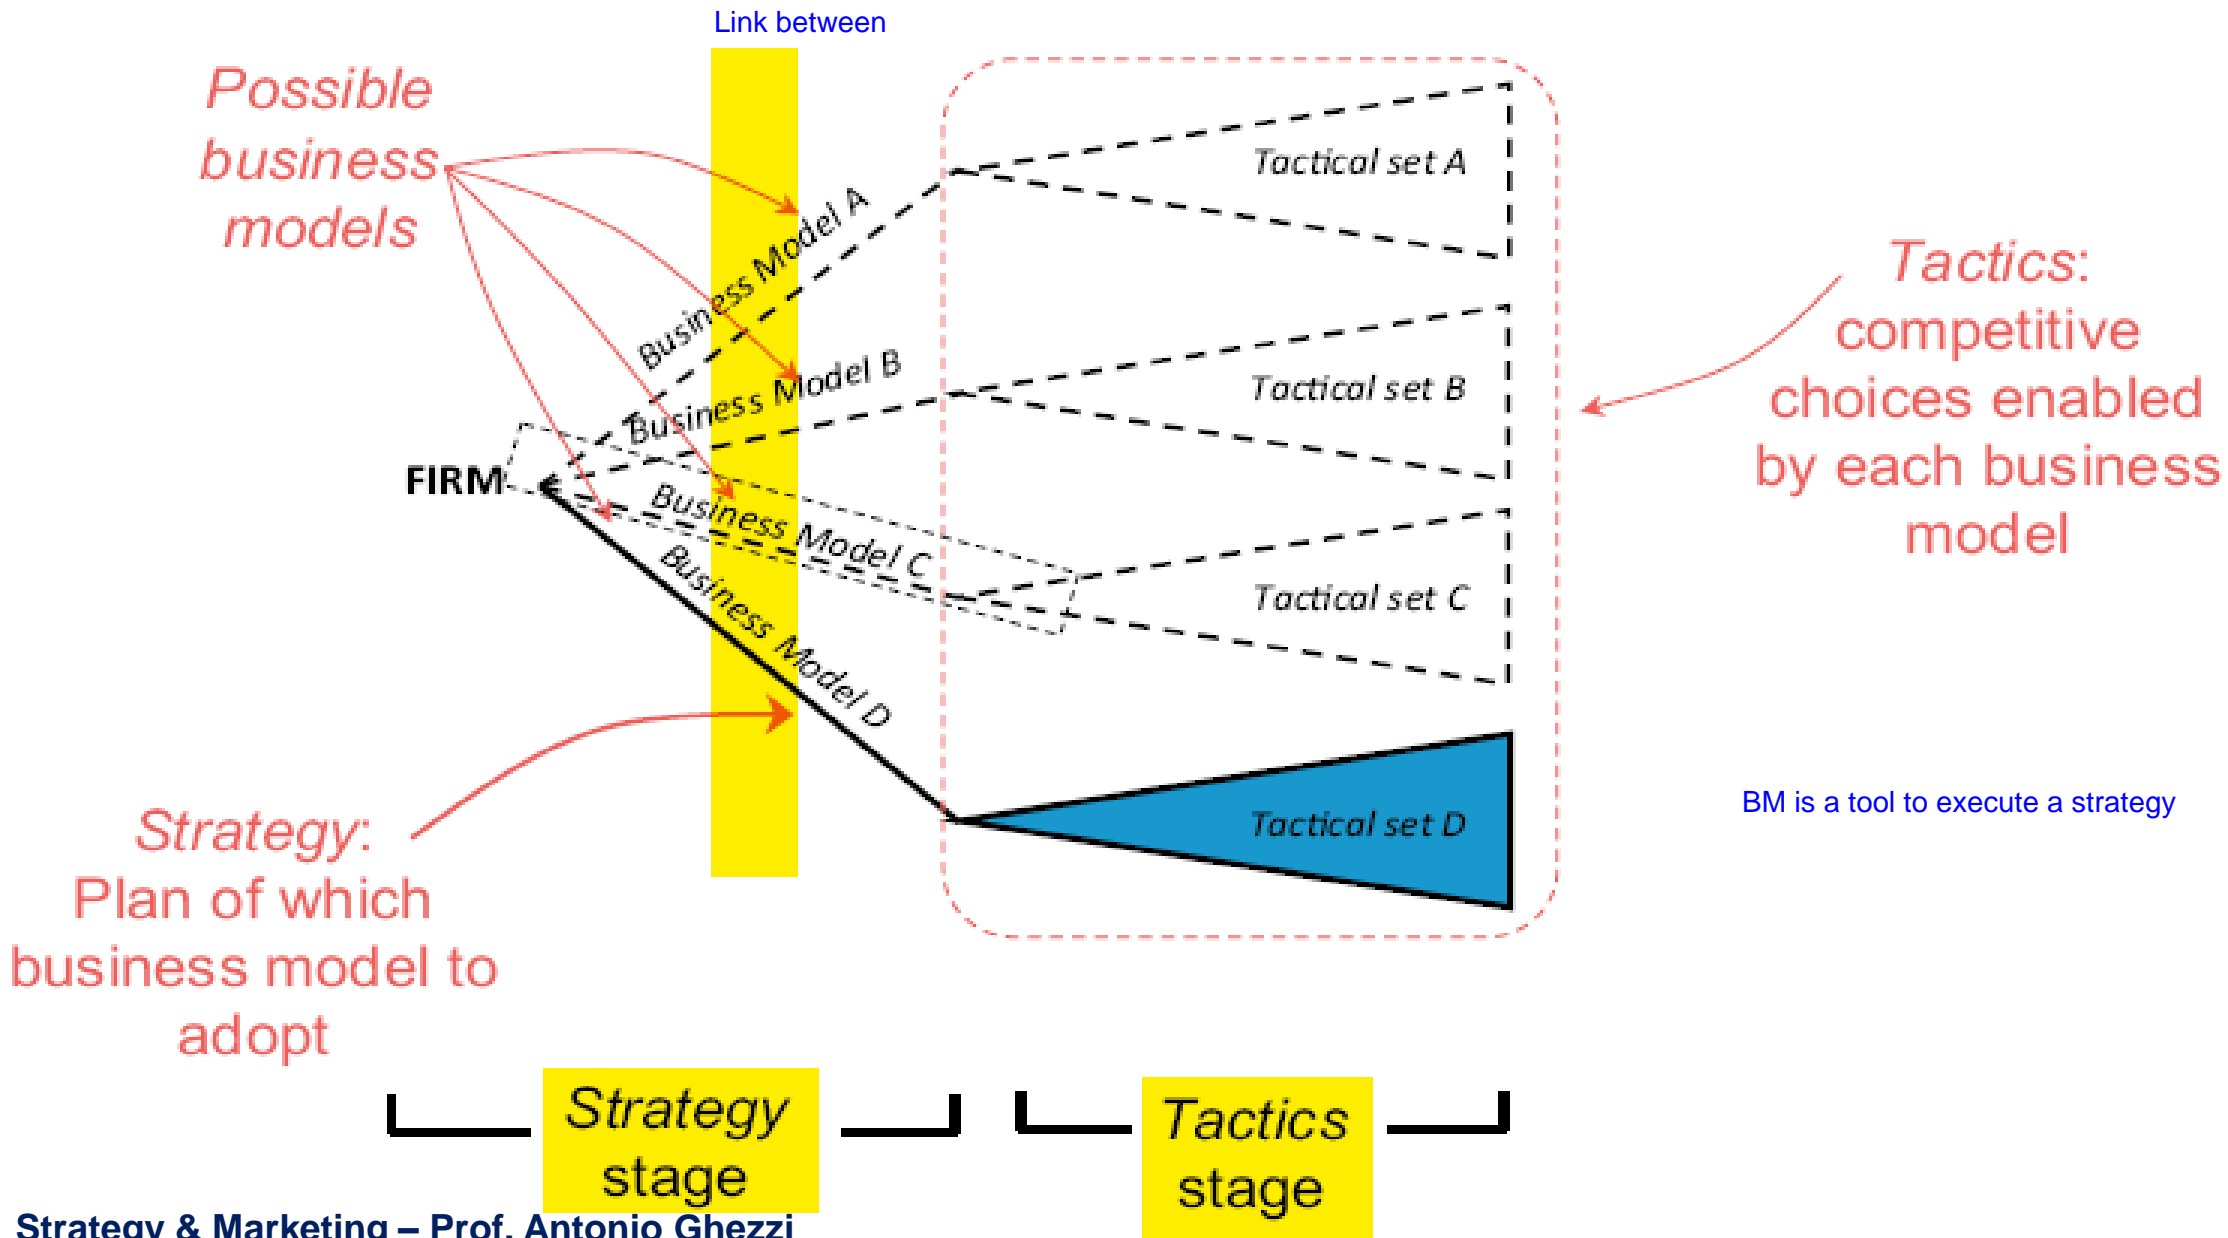 Link between
Possible
business
models
Business Model A
Business Model B
FIRM
Business Model C
Business Model D
Tactical set A
Tactical set B
Tactical set C
Tactical set D
Tactics:
competitive
choices enabled
by each business
model
BM is a tool to execute a strategy
Strategy:
Plan of which
business model to
adopt
Strategy
stage
Tactics
stage
Strategy & Marketing – Prof. Antonio Ghezzi